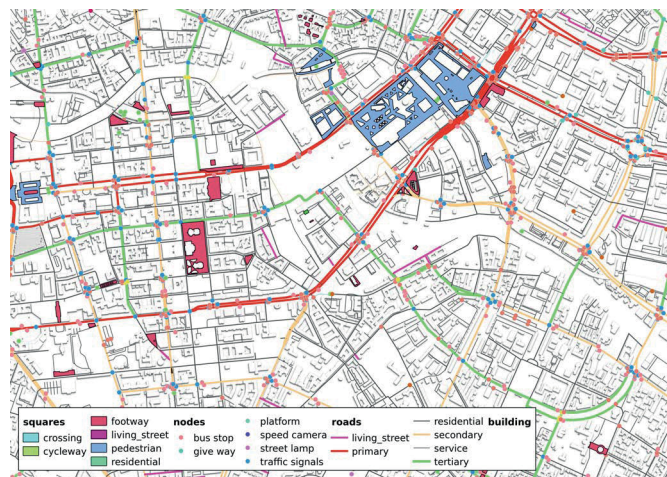 squares
crossing
cycleway
footway
living_street
pedestrian
residential
nodes
bus stop
give way
platform
speed camera
street lamp
traffic signals
roads
living_street
primary
residential
secondary
service
tertiary
building